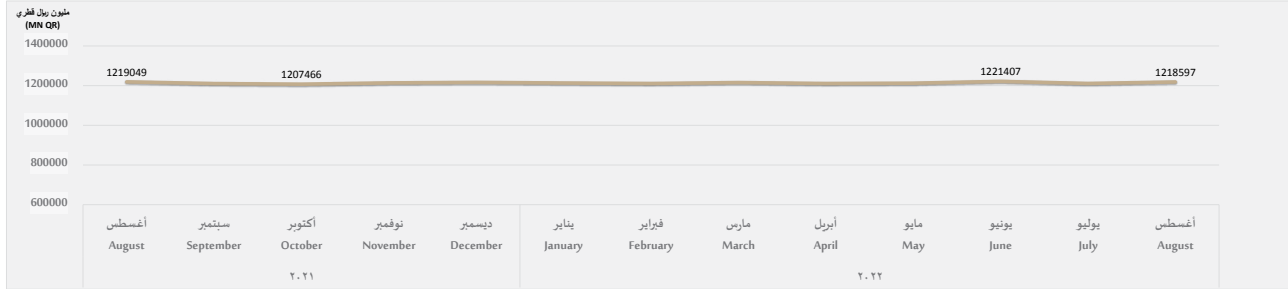 مليون ريال قطري
(MN QR)
1400000
1219049 1207466 1221407 1218597
1200000
1000000
800000
600000
أغسطس سبتمبر أكتوبر نوفمبر ديسمبر يناير فبراير مارس أبريل مايو يونيو يوليو أغسطس
August September October November December January February March April May June July August
٢٠٢١ ٢٠٢٢